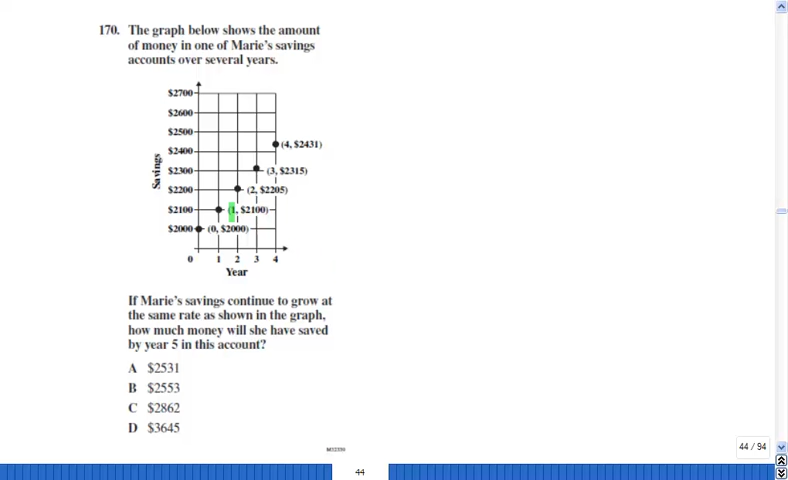 170. The graph below shows the amount
of money in one of Marie's savings
accounts over several years.
$2700
$2600
$2500
$2400
$2300
$2200
$2100
$2000
Savings
(4, $2431)
(3, $2315)
(2, $2205)
(1, $2100)
(0, $2000)
0 1 2 3 4
Year
If Marie's savings continue to grow at
the same rate as shown in the graph,
how much money will she have saved
by year 5 in this account?
A $2531
B $2553
C $2862
D $3645
44 / 94
44